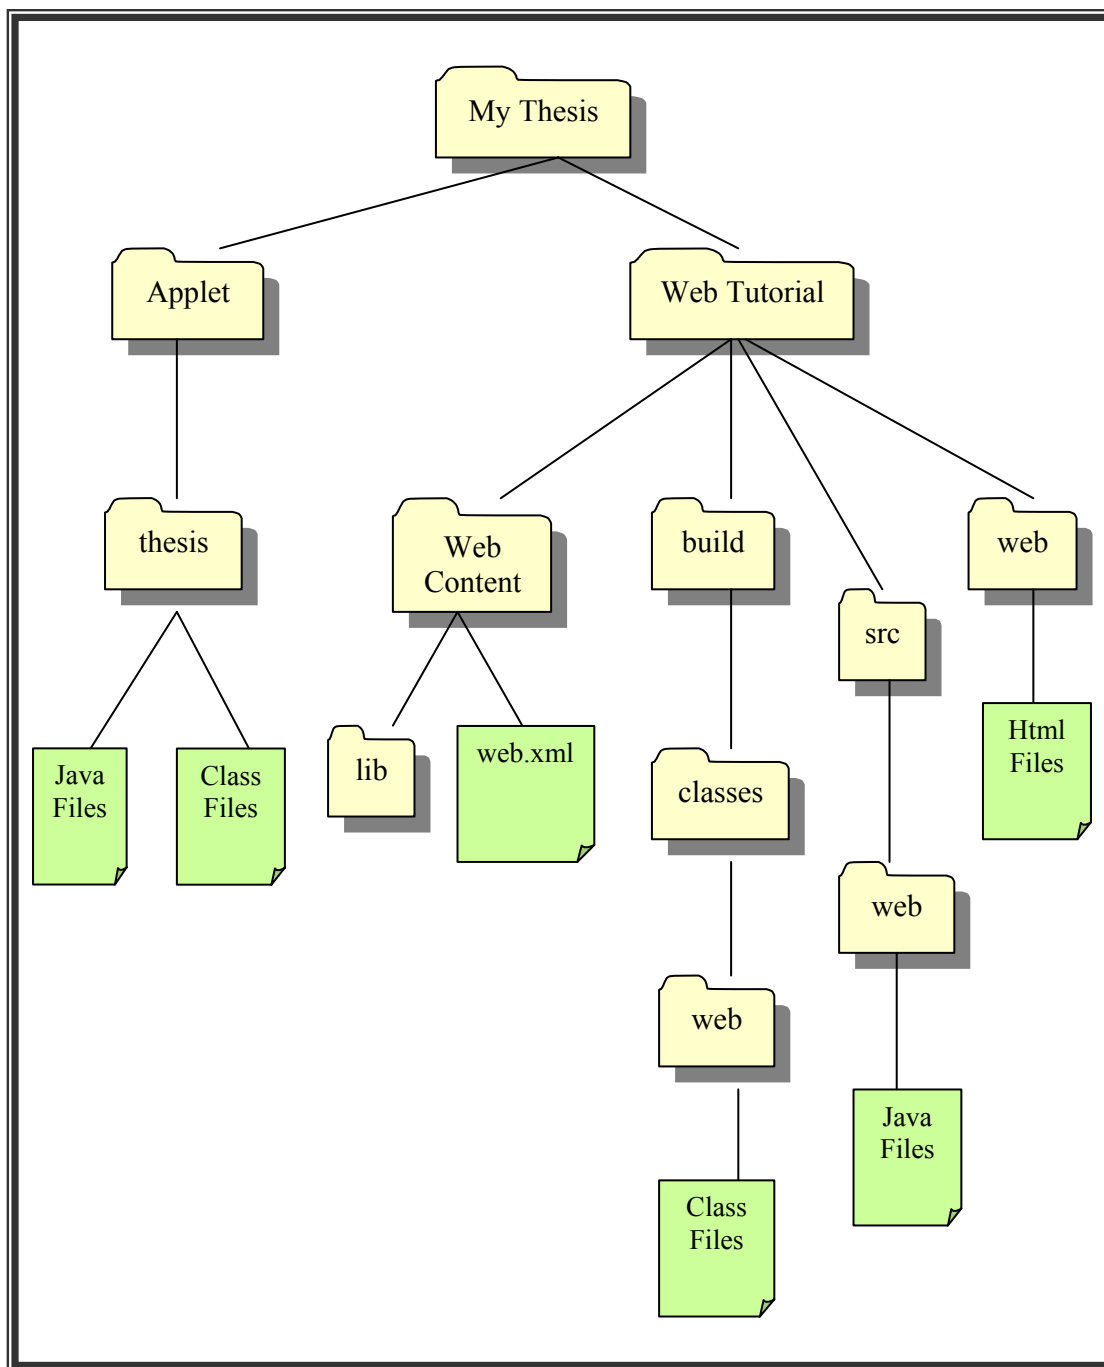 My Thesis
Applet
Web Tutorial
thesis
Web
Content
build
web
src
Java
Files
Class
Files
lib
web.xml
classes
Html
Files
web
web
Java
Files
Class
Files